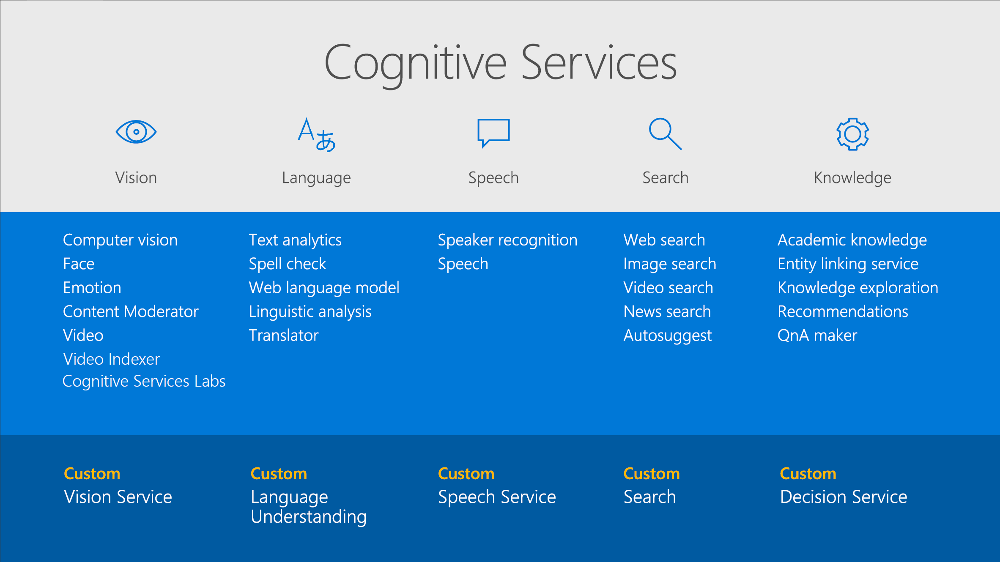 Cognitive Services
Vision
Language
Speech
Search
Knowledge
Computer vision
Face
Emotion
Content Moderator
Video
Video Indexer
Cognitive Services Labs
Text analytics
Spell check
Web language model
Linguistic analysis
Translator
Speaker recognition
Speech
Web search
Image search
Video search
News search
Autosuggest
Academic knowledge
Entity linking service
Knowledge exploration
Recommendations
QnA maker
Custom
Vision Service
Custom
Language
Understanding
Custom
Speech Service
Custom
Search
Custom
Decision Service